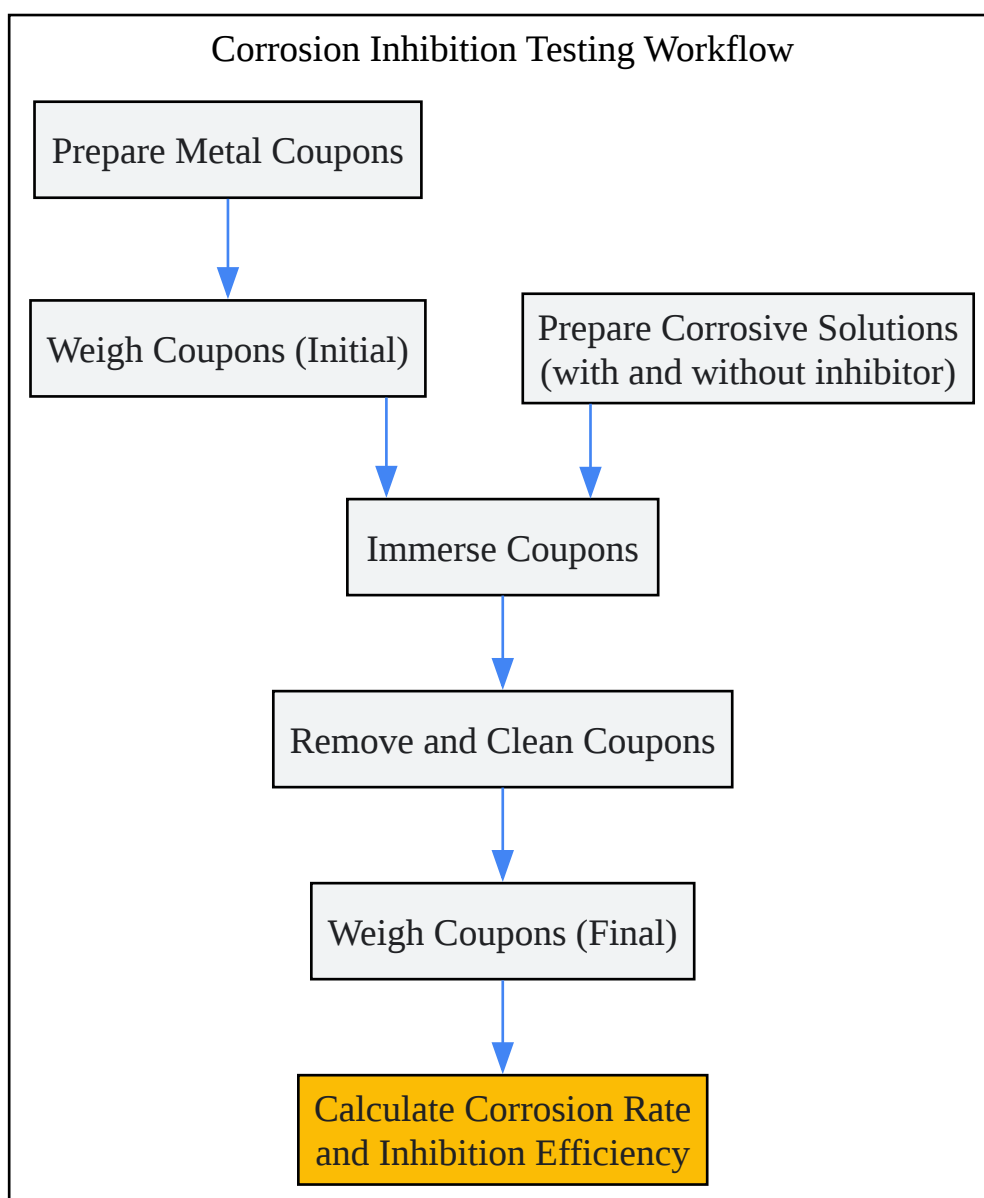 Corrosion Inhibition Testing Workflow
Prepare Metal Coupons
Weigh Coupons (Initial)
Prepare Corrosive Solutions
(with and without inhibitor)
Immerse Coupons
Remove and Clean Coupons
Weigh Coupons (Final)
Calculate Corrosion Rate
and Inhibition Efficiency